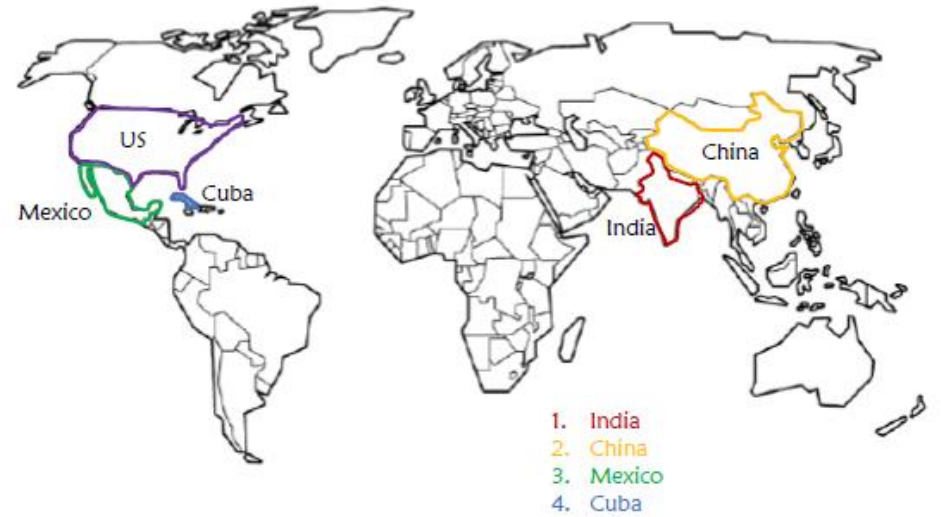 US
China
Cuba
Mexico
India
1. India
2. China
3. Mexico
4. Cuba